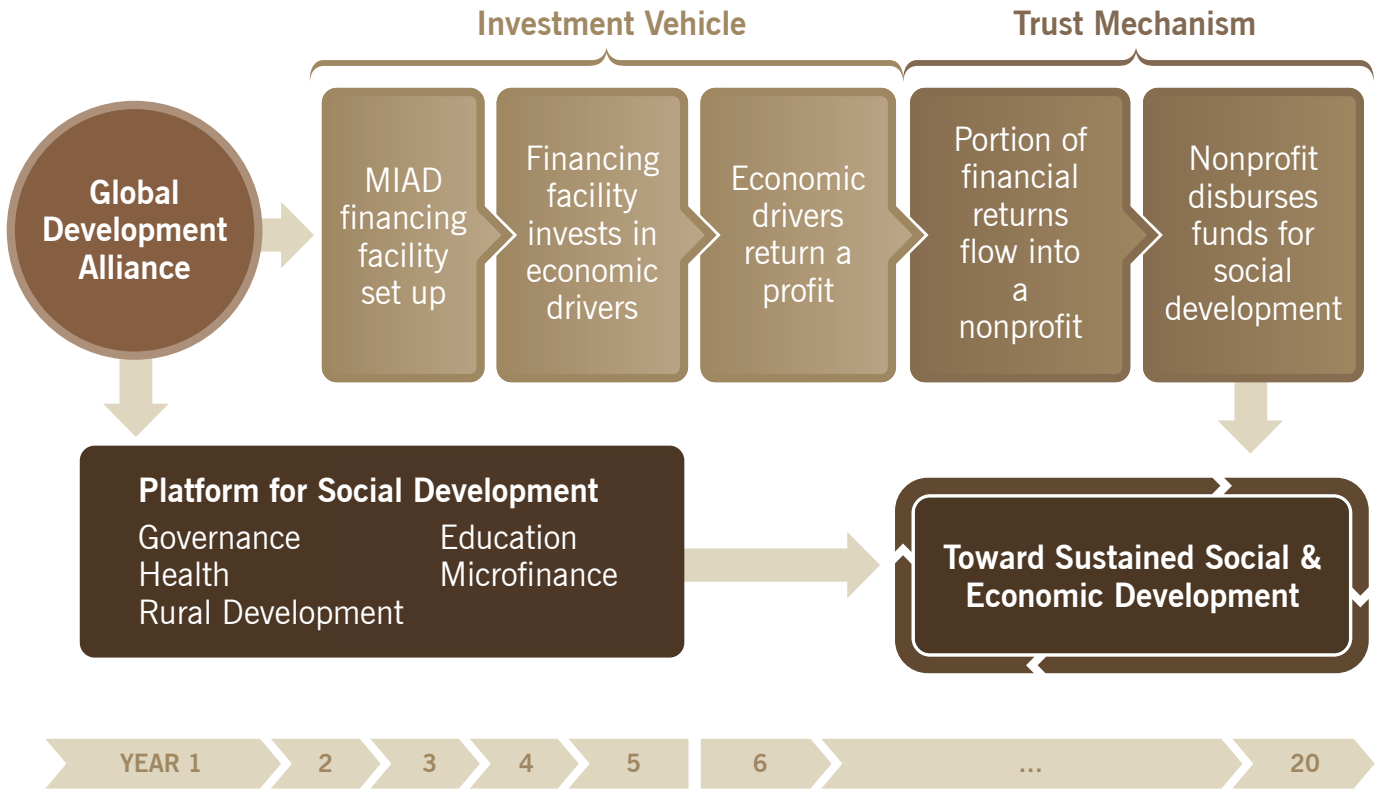 Investment Vehicle
Trust Mechanism
Global
Development
Alliance
MIAD
financing
facility
set up
Financing
facility
invests in
economic
drivers
Economic
drivers
return a
profit
Portion of
financial
returns
flow into
a
nonprofit
Nonprofit
disburses
funds for
social
development
Platform for Social Development
Governance
Health
Rural Development
Education
Microfinance
Toward Sustained Social &
Economic Development
YEAR 1
2
3
4
5
6
...
20